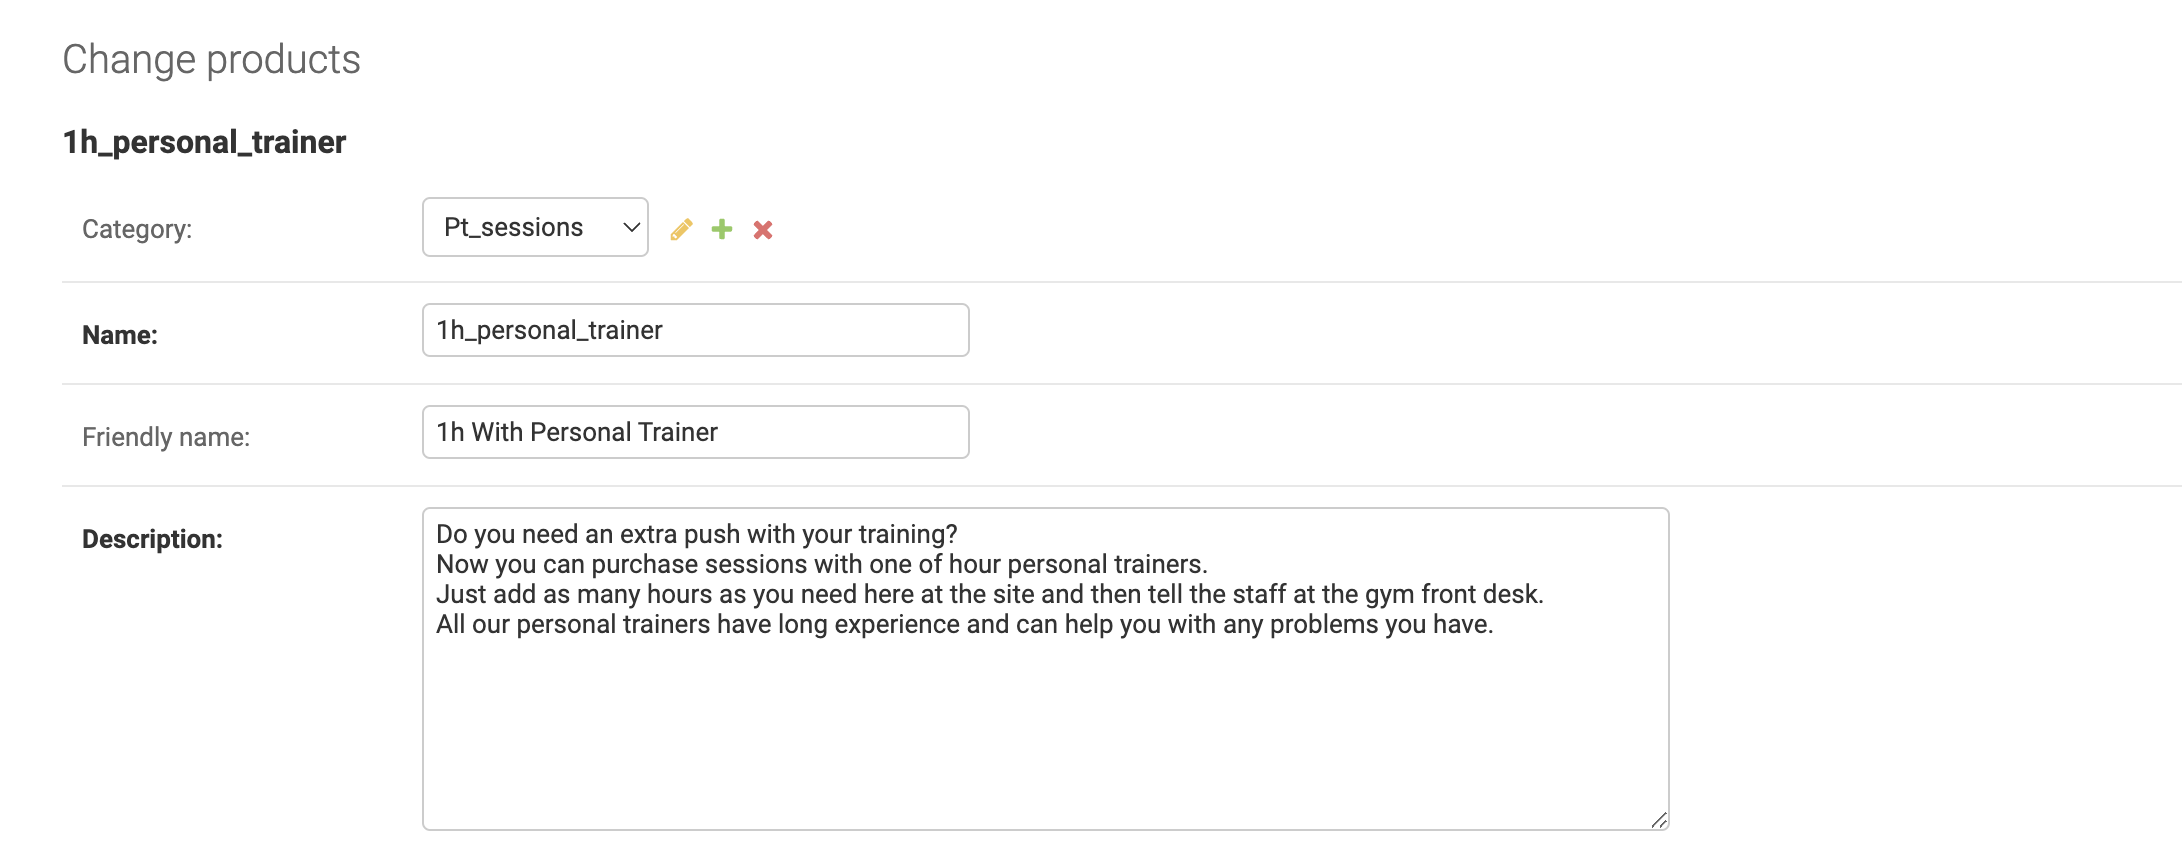 Change products
1h_personal_trainer
Category:
Pt_sessions
Name:
1h_personal_trainer
Friendly name:
1h With Personal Trainer
Description:
Do you need an extra push with your training?
Now you can purchase sessions with one of hour personal trainers.
Just add as many hours as you need here at the site and then tell the staff at the gym front desk.
All our personal trainers have long experience and can help you with any problems you have.